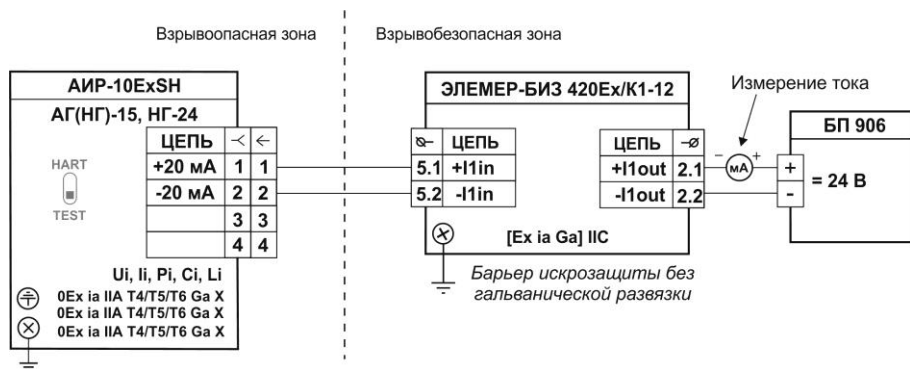 Взрывоопасная зона
Взрывобезопасная зона
АИР-10ExSH
АГ(НГ)-15, НГ-24
ЦЕПЬ
+20 мА 1 1
-20 мА 2 2
3 3
4 4
HART
TEST
Ui, Ii, Pi, Ci, Li
0Ex ia IIA T4/T5/T6 Ga X
0Ex ia IIA T4/T5/T6 Ga X
0Ex ia IIA T4/T5/T6 Ga X
ЭЛЕМЕР-БИЗ 420Ex/К1-12
ЦЕПЬ
5.1 +I1in
5.2 -I1in
ЦЕПЬ
+I1out 2.1
-I1out 2.2
[Ex ia Ga] IIC
Барьер искрозащиты без
гальванической развязки
Измерение тока
- +
мА
БП 906
+
-
= 24 В